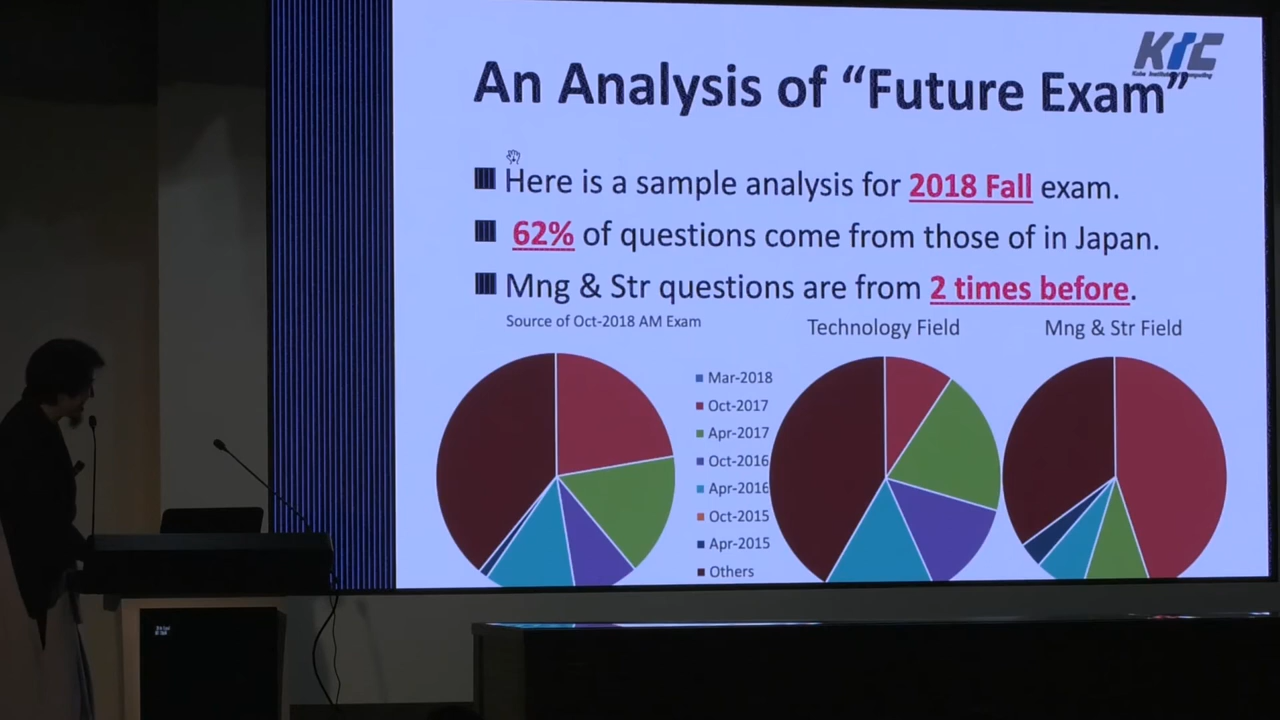 KIC
An Analysis of “Future Exam”
Here is a sample analysis for 2018 Fall exam.
62% of questions come from those of in Japan.
Mng & Str questions are from 2 times before.
Source of Oct-2018 AM Exam
Technology Field
Mng & Str Field
Mar-2018
Oct-2017
Apr-2017
Oct-2016
Apr-2016
Oct-2015
Apr-2015
Others